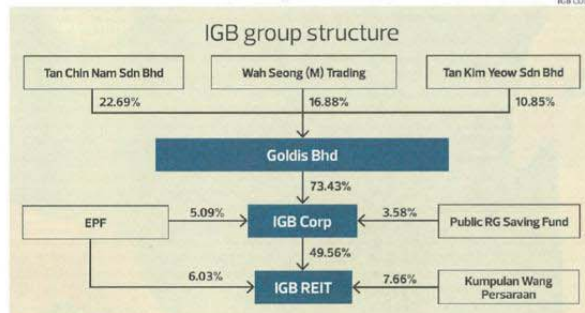 IGB group structure
Tan Chin Nam Sdn Bhd
Wah Seong (M) Trading
Tan Kim Yeow Sdn Bhd
22.69%
16.88%
10.85%
Goldis Bhd
73.43%
EPF
5.09%
IGB Corp
3.58%
Public RG Saving Fund
49.56%
6.03%
IGB REIT
7.66%
Kumpulan Wang
Persaraan